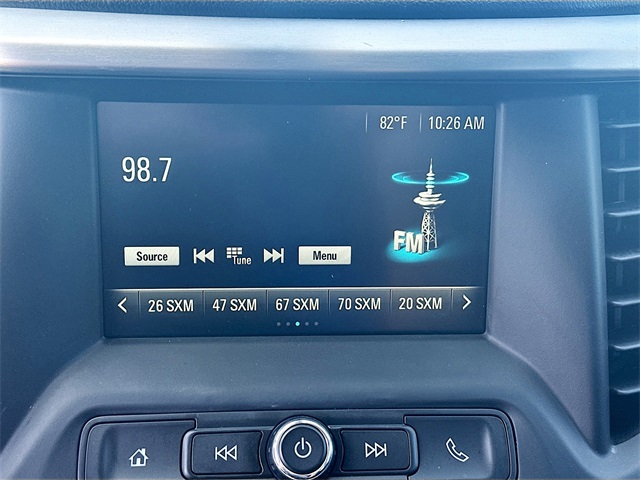 82°F 10:26 AM
98.7
FM
Source Tune Menu
26 SXM 47 SXM 67 SXM 70 SXM 20 SXM